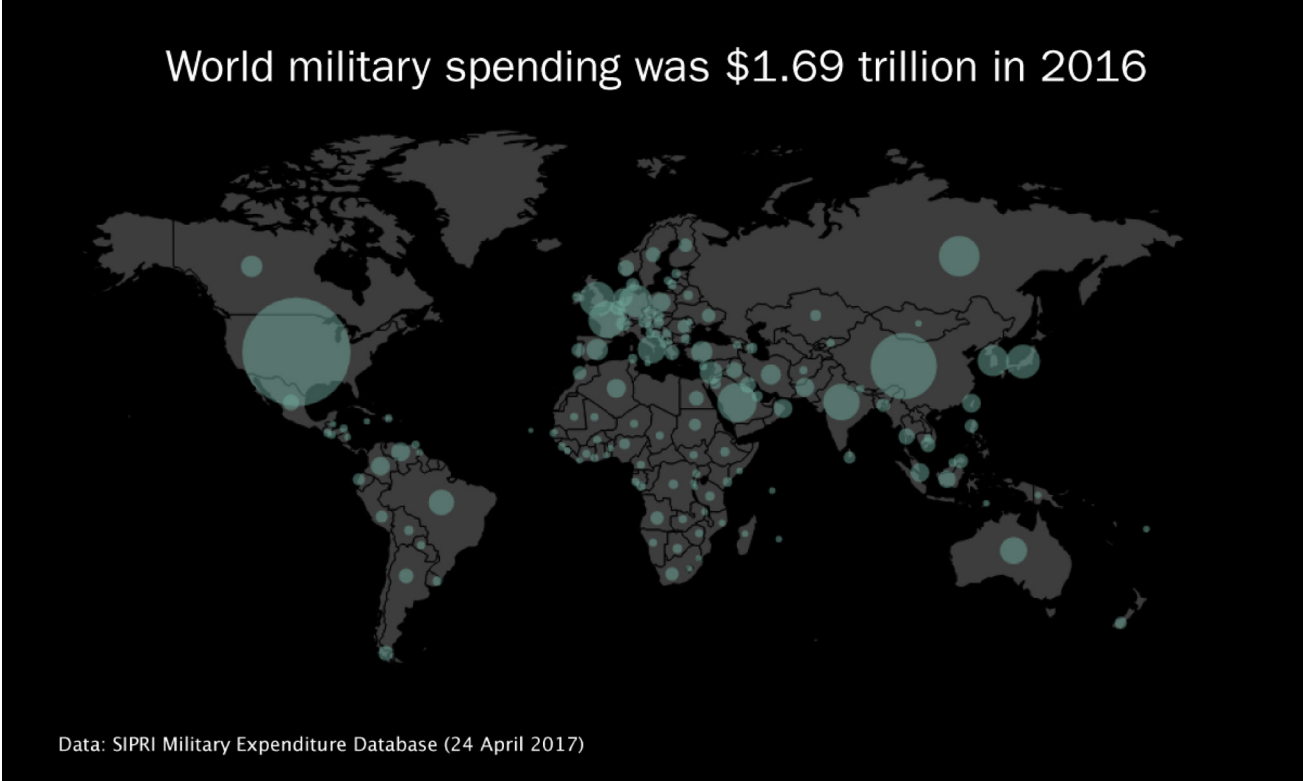 World military spending was $1.69 trillion in 2016
Data: SIPRI Military Expenditure Database (24 April 2017)